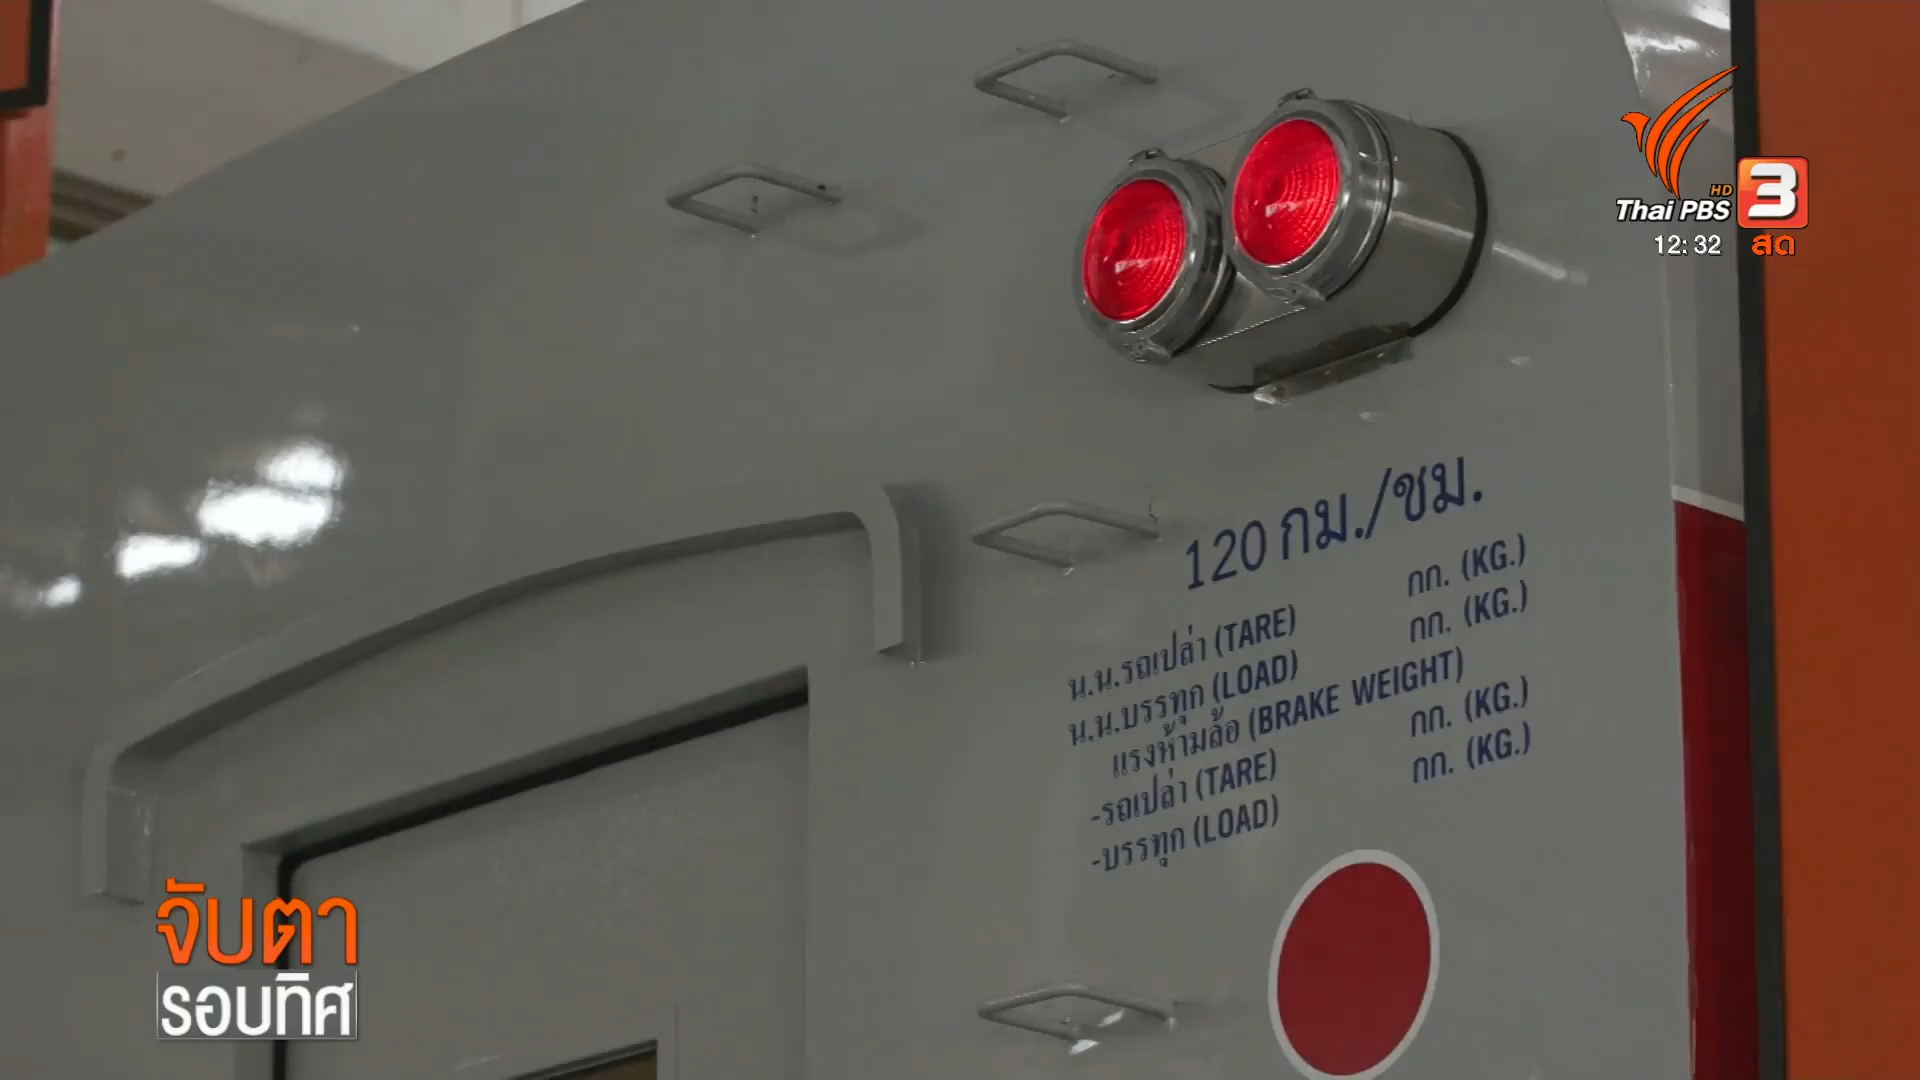 HD
Thai PBS 3
12:32 สด
120 กม./ชม.
น.น.รถเปล่า (TARE) กก. (KG.)
น.น.บรรทุก (LOAD) กก. (KG.)
แรงห้ามล้อ (BRAKE WEIGHT)
-รถเปล่า (TARE) กก. (KG.)
-บรรทุก (LOAD) กก. (KG.)
จับตา
รอบทิศ